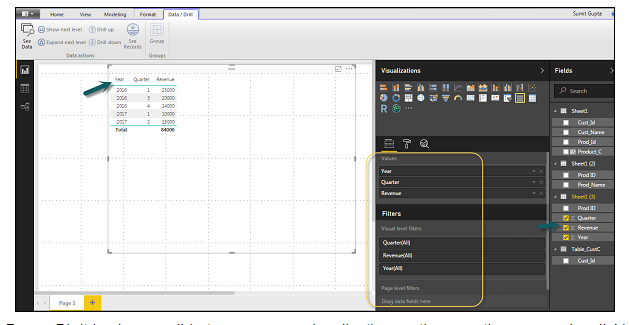 Home View Modeling Format Data / Drill Sumit Gupta
See Data
Show next level
Expand next level
Drill up
Drill down
See Records
Group
Data actions
Groups
Year Quarter Revenue
2016 1 25000
2016 3 20000
2016 4 14000
2017 1 10000
2017 2 15000
Total 84000
Page 1
Visualizations
R
Values
Year
Quarter
Revenue
Filters
Visual level filters
Quarter(All)
Revenue(All)
Year(All)
Page level filters
Drag data fields here
Fields
Search
Sheet1
Cust_Id
Cust_Name
Prod_Id
Product_C
Sheet1 (2)
Prod ID
Prod_Name
Sheet1 (3)
Prod ID
Quarter
Revenue
Year
Table_CustC
Cust_Id